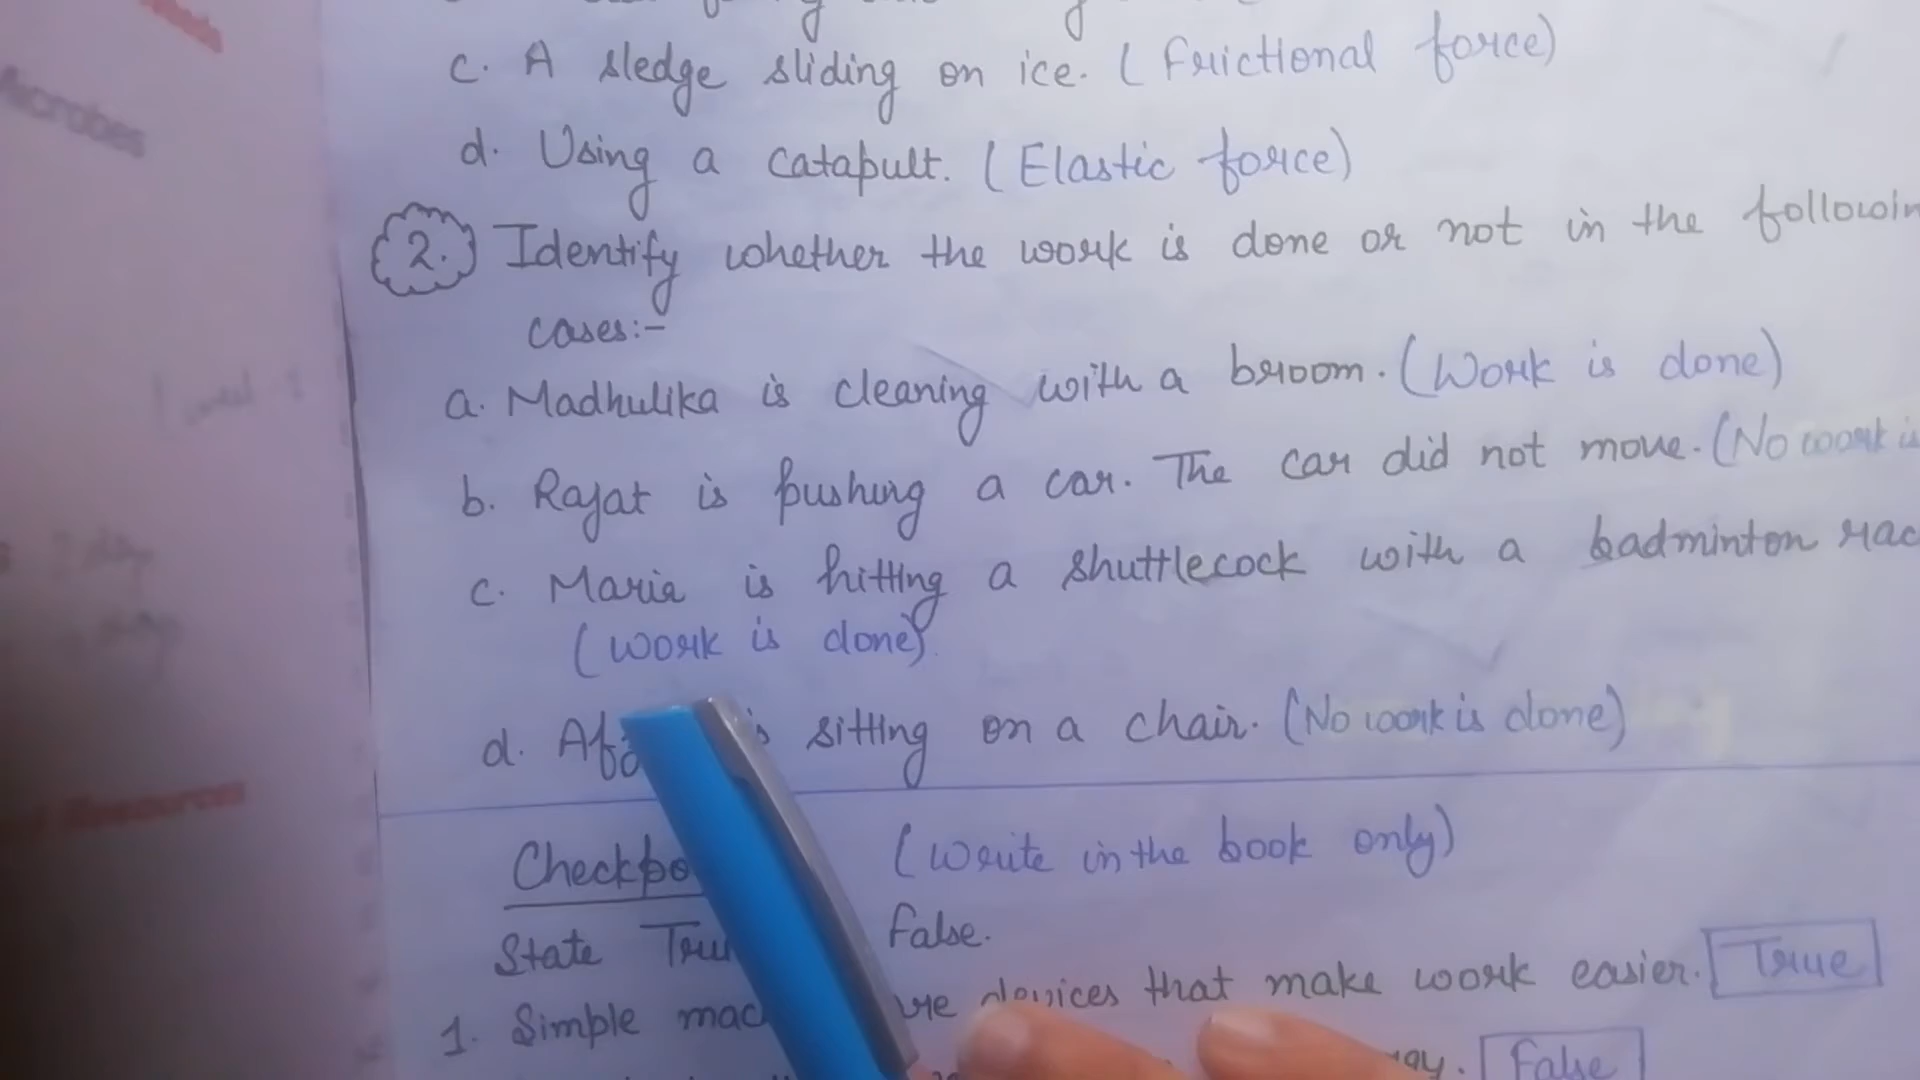 Microbes
c. A sledge sliding on ice. (Frictional force)
d. Using a catapult. (Elastic force)
2. Identify whether the work is done or not in the followin
cases:-
a. Madhulika is cleaning with a broom. (Work is done)
b. Rajat is pushing a car. The car did not move. (No work is
c. Maria is hitting a shuttlecock with a badminton rac
(Work is done).
d. is sitting on a chair. (No work is done)
Checkpo (Write in the book only)
State Tru False.
1. Simple mac are devices that make work easier. True
False